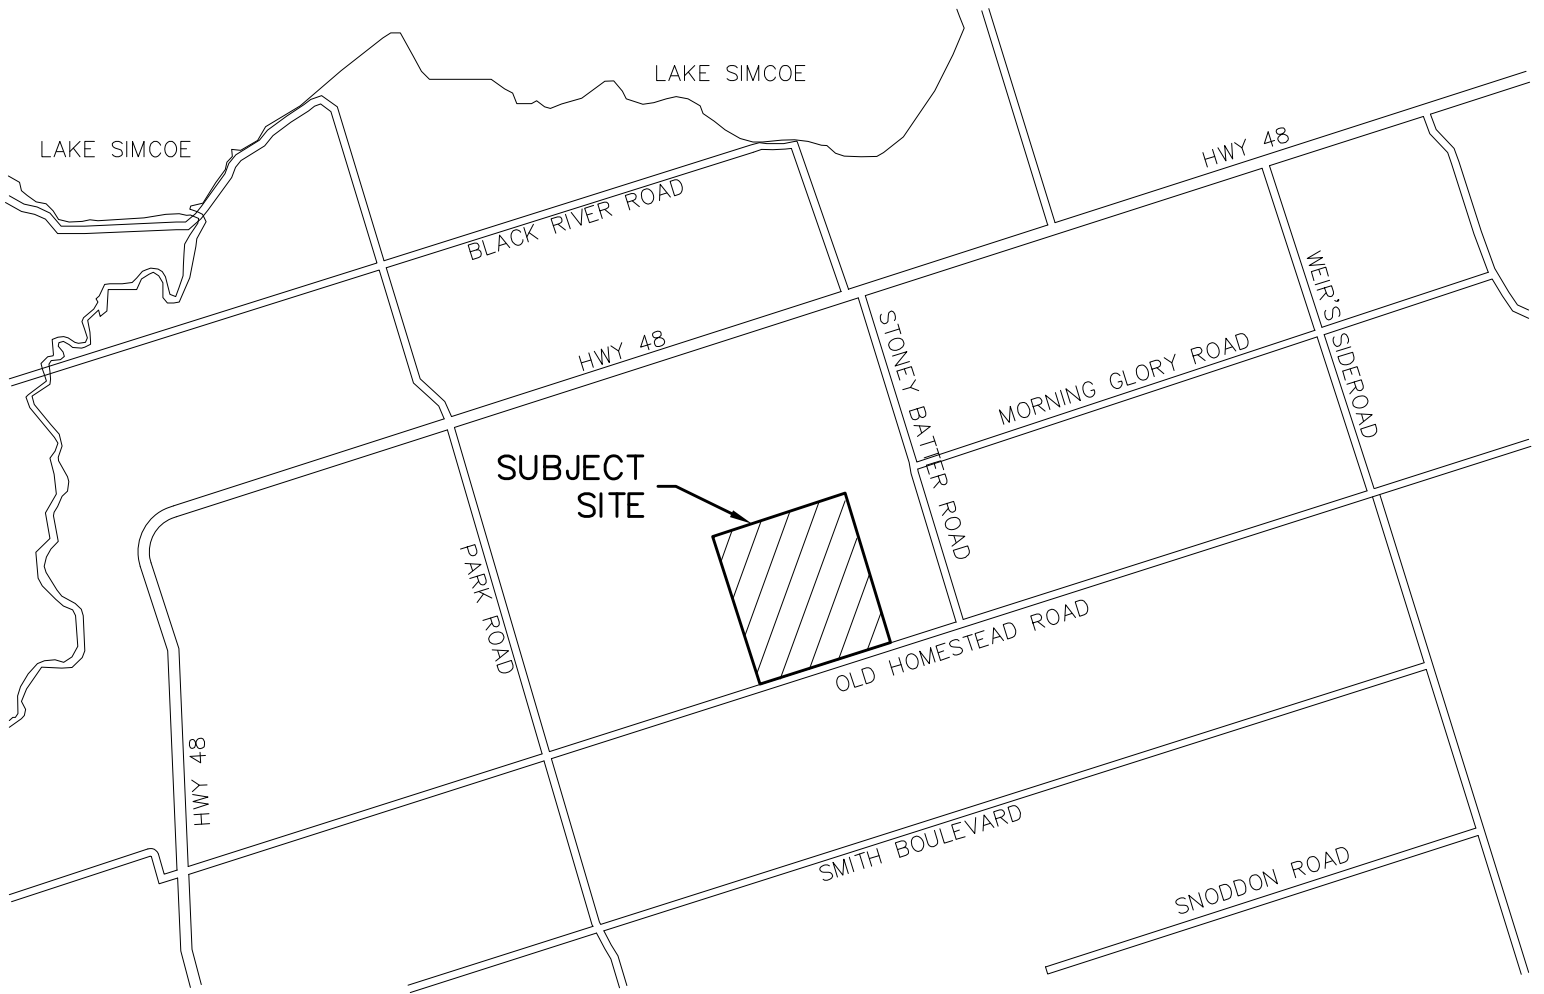 LAKE SIMCOE
LAKE SIMCOE
HWY 48
BLACK RIVER ROAD
WEIR'S SIDEROAD
HWY 48
STONEY BATTER ROAD
MORNING GLORY ROAD
SUBJECT
SITE
PARK ROAD
OLD HOMESTEAD ROAD
HWY 48
SMITH BOULEVARD
SNODDON ROAD